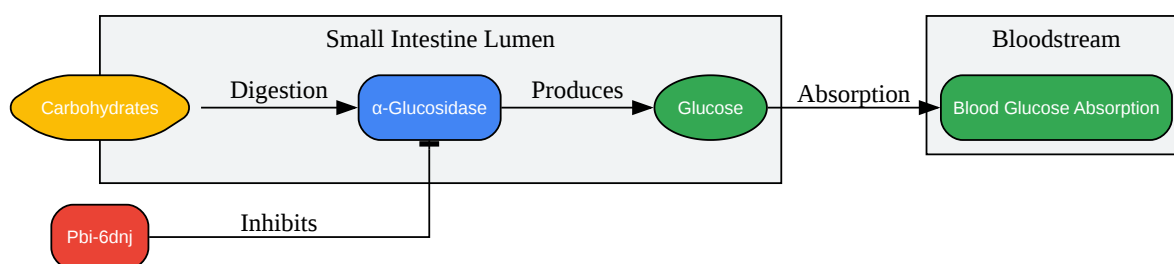 Small Intestine Lumen
Bloodstream
Carbohydrates
Digestion
α-Glucosidase
Produces
Glucose
Absorption
Blood Glucose Absorption
Pbi-6dnj
Inhibits